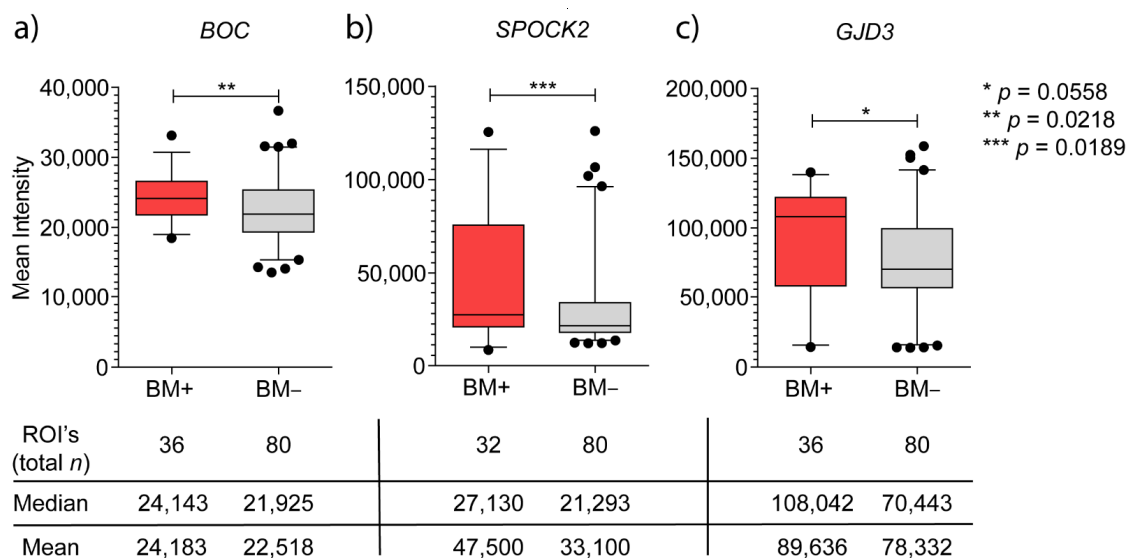 a) BOC b) SPOCK2 c) GJD3
Mean Intensity
40,000
30,000
20,000
10,000
0
**
BM+ BM–
150,000
100,000
50,000
0
***
BM+ BM–
200,000
150,000
100,000
50,000
0
*
BM+ BM–
* p = 0.0558
** p = 0.0218
*** p = 0.0189
ROI's (total n) 36 80 32 80 36 80
Median 24,143 21,925 27,130 21,293 108,042 70,443
Mean 24,183 22,518 47,500 33,100 89,636 78,332